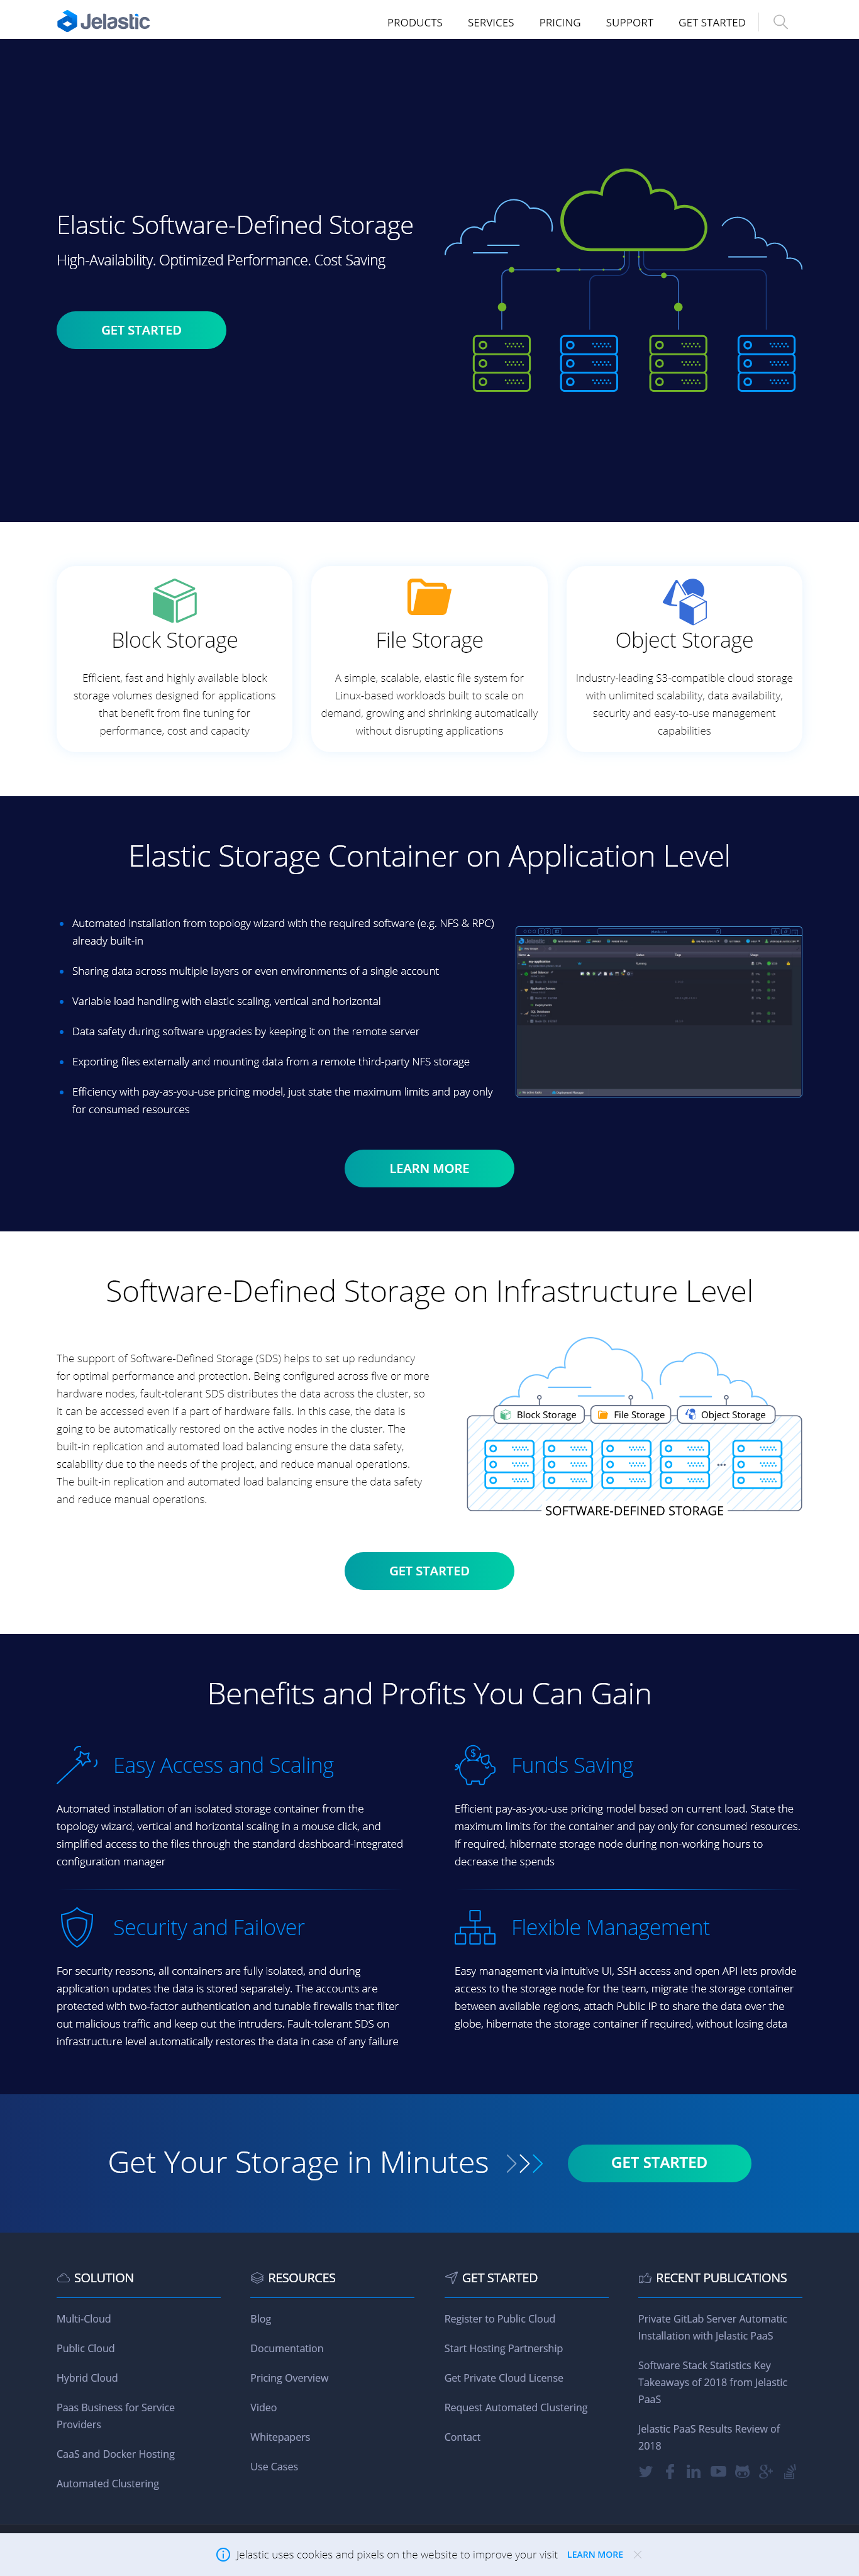 Jelastic
PRODUCTS SERVICES PRICING SUPPORT GET STARTED
Elastic Software-Defined Storage
High-Availability. Optimized Performance. Cost Saving
GET STARTED
Block Storage
Efficient, fast and highly available block
storage volumes designed for applications
that benefit from fine tuning for
performance, cost and capacity
File Storage
A simple, scalable, elastic file system for
Linux-based workloads built to scale on
demand, growing and shrinking automatically
without disrupting applications
Object Storage
Industry-leading S3-compatible cloud storage
with unlimited scalability, data availability,
security and easy-to-use management
capabilities
Elastic Storage Container on Application Level
Automated installation from topology wizard with the required software (e.g. NFS & RPC)
already built-in
Sharing data across multiple layers or even environments of a single account
Variable load handling with elastic scaling, vertical and horizontal
Data safety during software upgrades by keeping it on the remote server
Exporting files externally and mounting data from a remote third-party NFS storage
Efficiency with pay-as-you-use pricing model, just state the maximum limits and pay only
for consumed resources
Jelastic
LEARN MORE
Software-Defined Storage on Infrastructure Level
The support of Software-Defined Storage (SDS) helps to set up redundancy
for optimal performance and protection. Being configured across five or more
hardware nodes, fault-tolerant SDS distributes the data across the cluster, so
it can be accessed even if a part of hardware fails. In this case, the data is
going to be automatically restored on the active nodes in the cluster. The
built-in replication and automated load balancing ensure the data safety,
scalability due to the needs of the project, and reduce manual operations.
The built-in replication and automated load balancing ensure the data safety
and reduce manual operations.
Block Storage File Storage Object Storage
...
SOFTWARE-DEFINED STORAGE
GET STARTED
Benefits and Profits You Can Gain
Easy Access and Scaling
Automated installation of an isolated storage container from the
topology wizard, vertical and horizontal scaling in a mouse click, and
simplified access to the files through the standard dashboard-integrated
configuration manager
Funds Saving
Efficient pay-as-you-use pricing model based on current load. State the
maximum limits for the container and pay only for consumed resources.
If required, hibernate storage node during non-working hours to
decrease the spends
Security and Failover
For security reasons, all containers are fully isolated, and during
application updates the data is stored separately. The accounts are
protected with two-factor authentication and tunable firewalls that filter
out malicious traffic and keep out the intruders. Fault-tolerant SDS on
infrastructure level automatically restores the data in case of any failure
Flexible Management
Easy management via intuitive UI, SSH access and open API lets provide
access to the storage node for the team, migrate the storage container
between available regions, attach Public IP to share the data over the
globe, hibernate the storage container if required, without losing data
Get Your Storage in Minutes
GET STARTED
SOLUTION
Multi-Cloud
Public Cloud
Hybrid Cloud
Paas Business for Service
Providers
CaaS and Docker Hosting
Automated Clustering
RESOURCES
Blog
Documentation
Pricing Overview
Video
Whitepapers
Use Cases
GET STARTED
Register to Public Cloud
Start Hosting Partnership
Get Private Cloud License
Request Automated Clustering
Contact
RECENT PUBLICATIONS
Private GitLab Server Automatic
Installation with Jelastic PaaS
Software Stack Statistics Key
Takeaways of 2018 from Jelastic
PaaS
Jelastic PaaS Results Review of
2018
Jelastic uses cookies and pixels on the website to improve your visit LEARN MORE